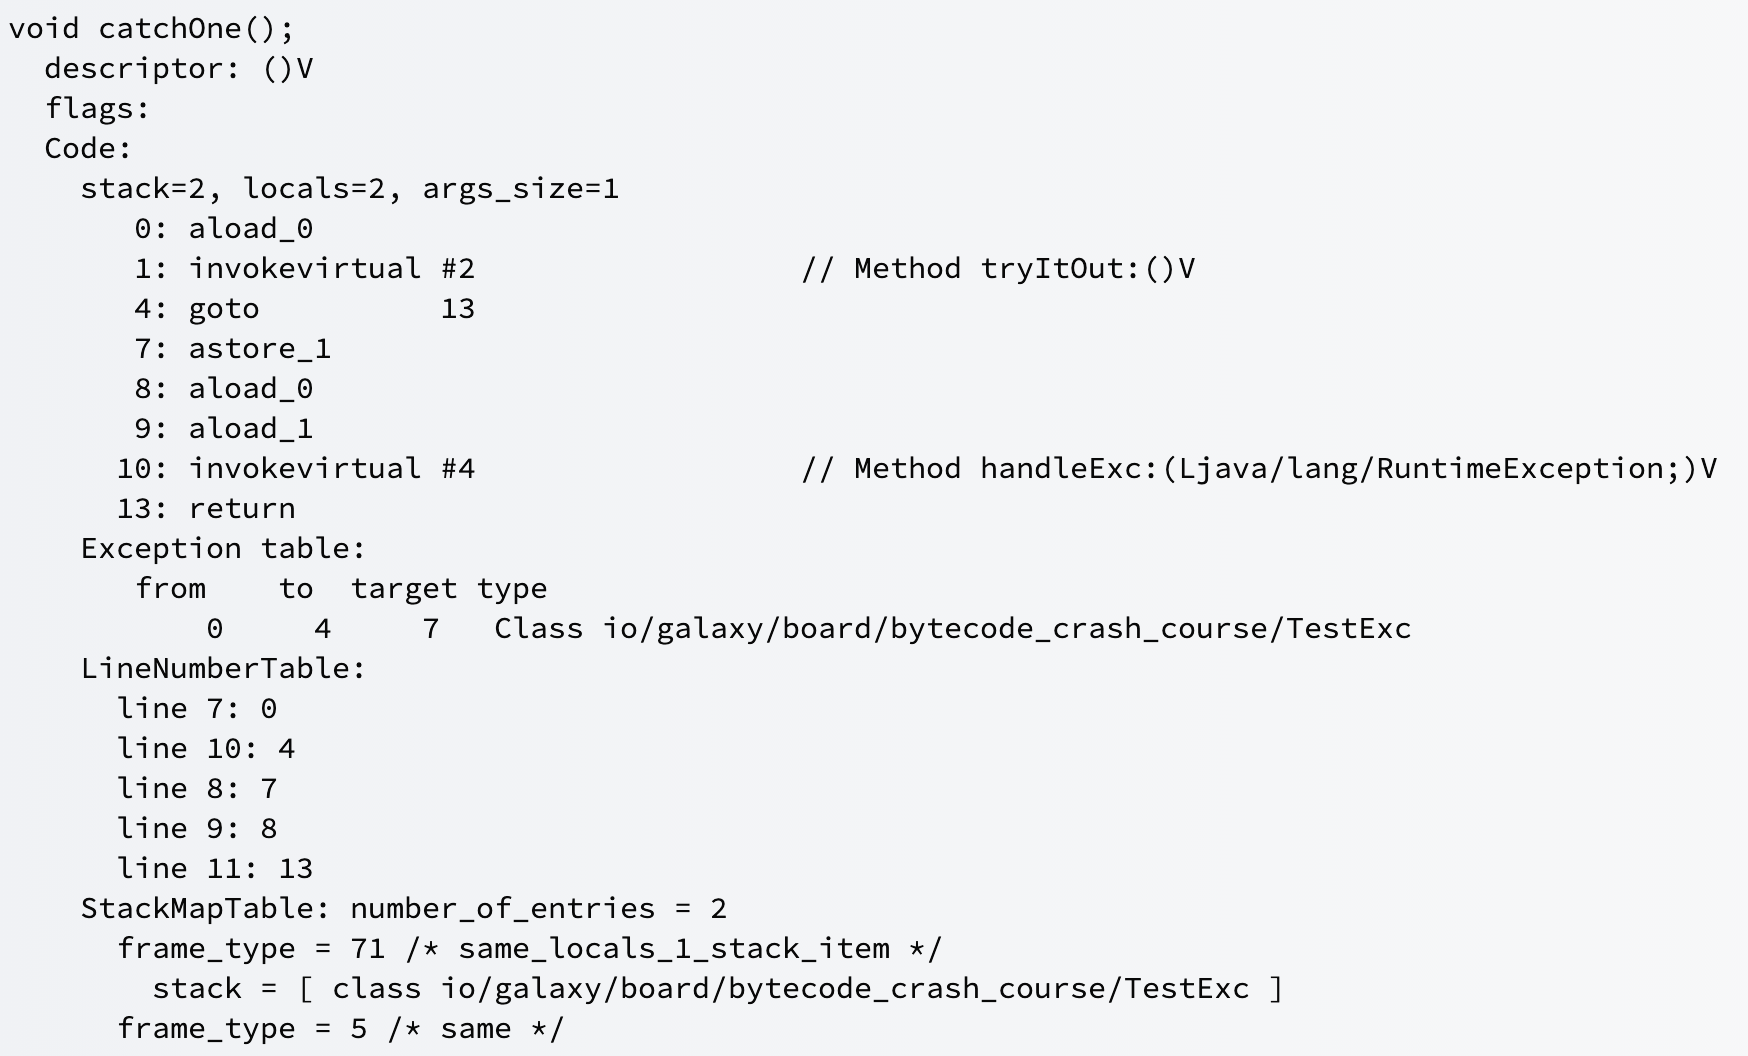 void catchOne();
  descriptor: ()V
  flags:
  Code:
    stack=2, locals=2, args_size=1
       0: aload_0
       1: invokevirtual #2                  // Method tryItOut:()V
       4: goto          13
       7: astore_1
       8: aload_0
       9: aload_1
      10: invokevirtual #4                  // Method handleExc:(Ljava/lang/RuntimeException;)V
      13: return
    Exception table:
       from    to  target type
           0     4     7   Class io/galaxy/board/bytecode_crash_course/TestExc
    LineNumberTable:
      line 7: 0
      line 10: 4
      line 8: 7
      line 9: 8
      line 11: 13
    StackMapTable: number_of_entries = 2
      frame_type = 71 /* same_locals_1_stack_item */
        stack = [ class io/galaxy/board/bytecode_crash_course/TestExc ]
      frame_type = 5 /* same */